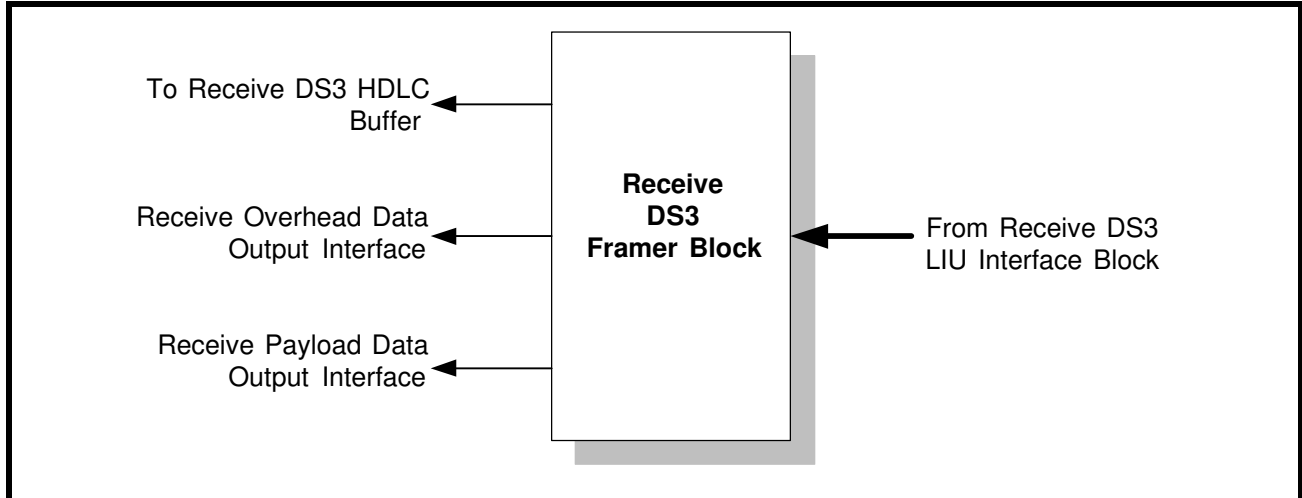 To Receive DS3 HDLC
Buffer
Receive Overhead Data
Output Interface
Receive Payload Data
Output Interface
Receive
DS3
Framer Block
From Receive DS3
LIU Interface Block